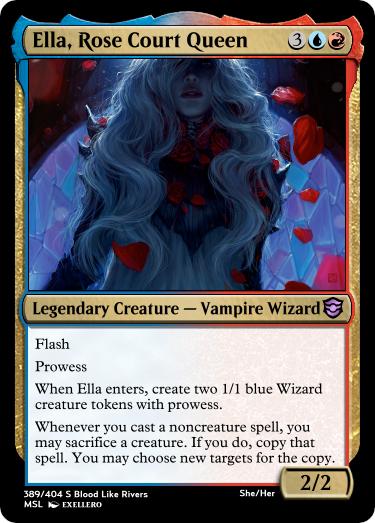 Ella, Rose Court Queen 3
Legendary Creature — Vampire Wizard
Flash
Prowess
When Ella enters, create two 1/1 blue Wizard
creature tokens with prowess.
Whenever you cast a noncreature spell, you
may sacrifice a creature. If you do, copy that
spell. You may choose new targets for the copy.
2/2
389/404 S Blood Like Rivers She/Her
MSL EXELLERO